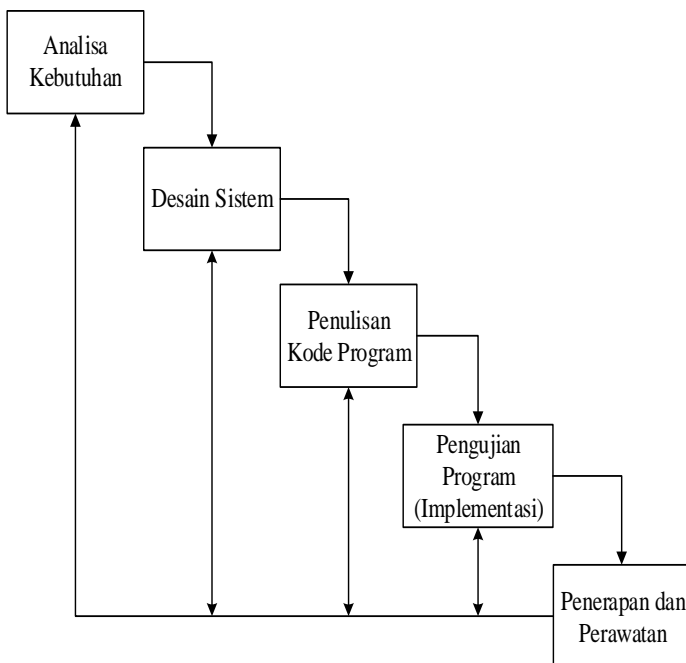 Analisa
Kebutuhan
Desain Sistem
Penulisan
Kode Program
Pengujian
Program
(Implementasi)
Penerapan dan
Perawatan